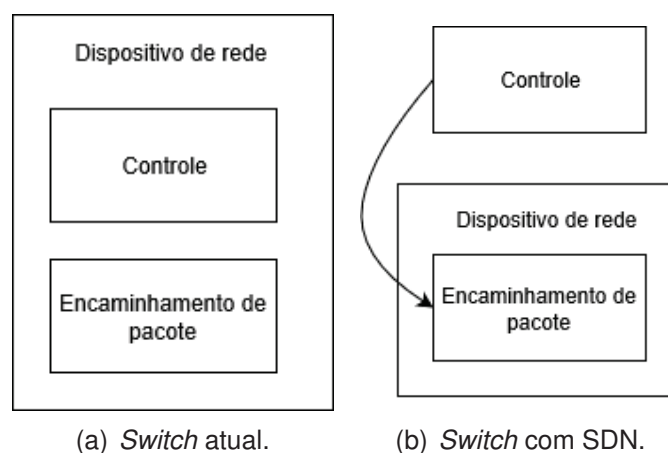 Dispositivo de rede
Controle
Encaminhamento de
pacote
(a) Switch atual.
Controle
Dispositivo de rede
Encaminhamento de
pacote
(b) Switch com SDN.